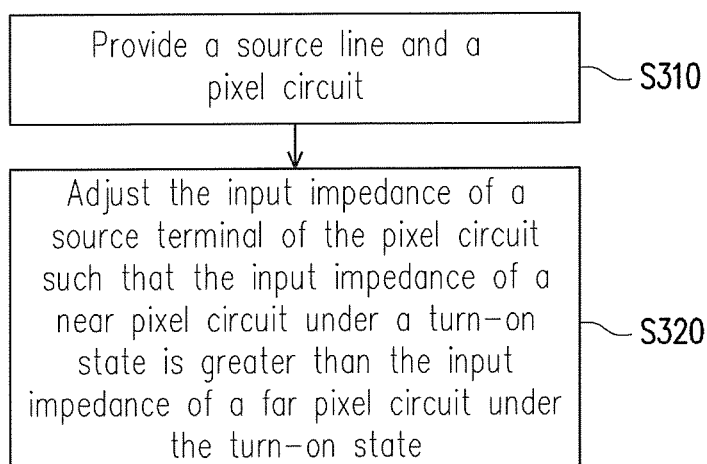 Provide a source line and a
pixel circuit
S310
Adjust the input impedance of a
source terminal of the pixel circuit
such that the input impedance of a
near pixel circuit under a turn-on
state is greater than the input
impedance of a far pixel circuit under
the turn-on state
S320